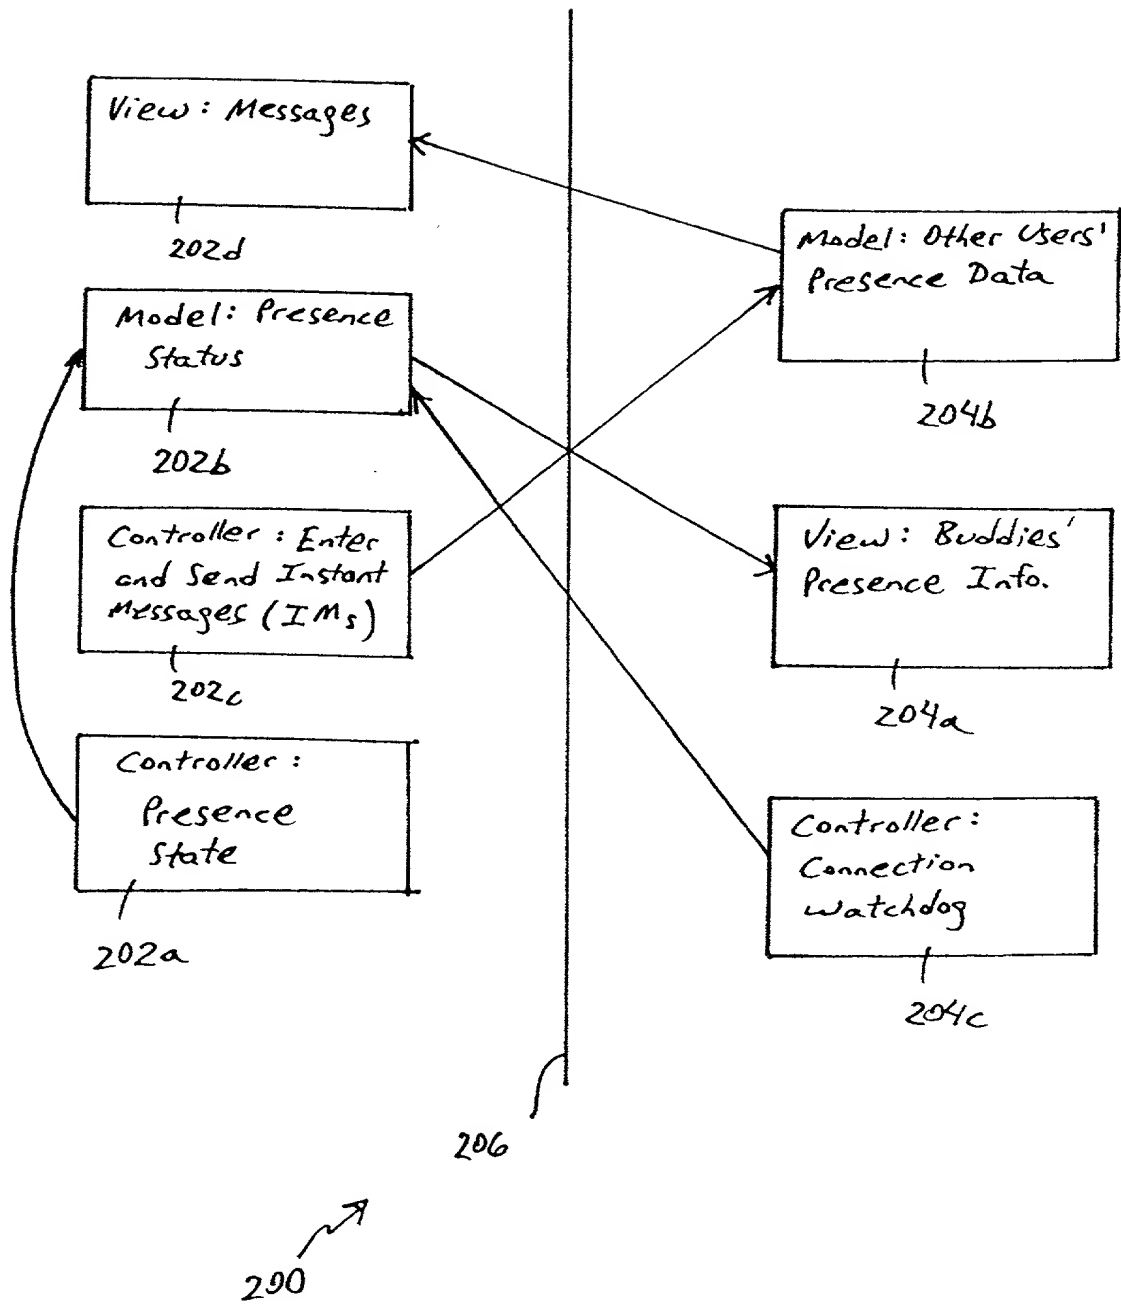 View: Messages
202d
Model: Presence
Status
202b
Controller: Enter
and Send Instant
Messages (IMs)
202c
Controller:
Presence
State
202a
Model: Other Users'
Presence Data
204b
View: Buddies'
Presence Info.
204a
Controller:
Connection
Watchdog
204c
206
200